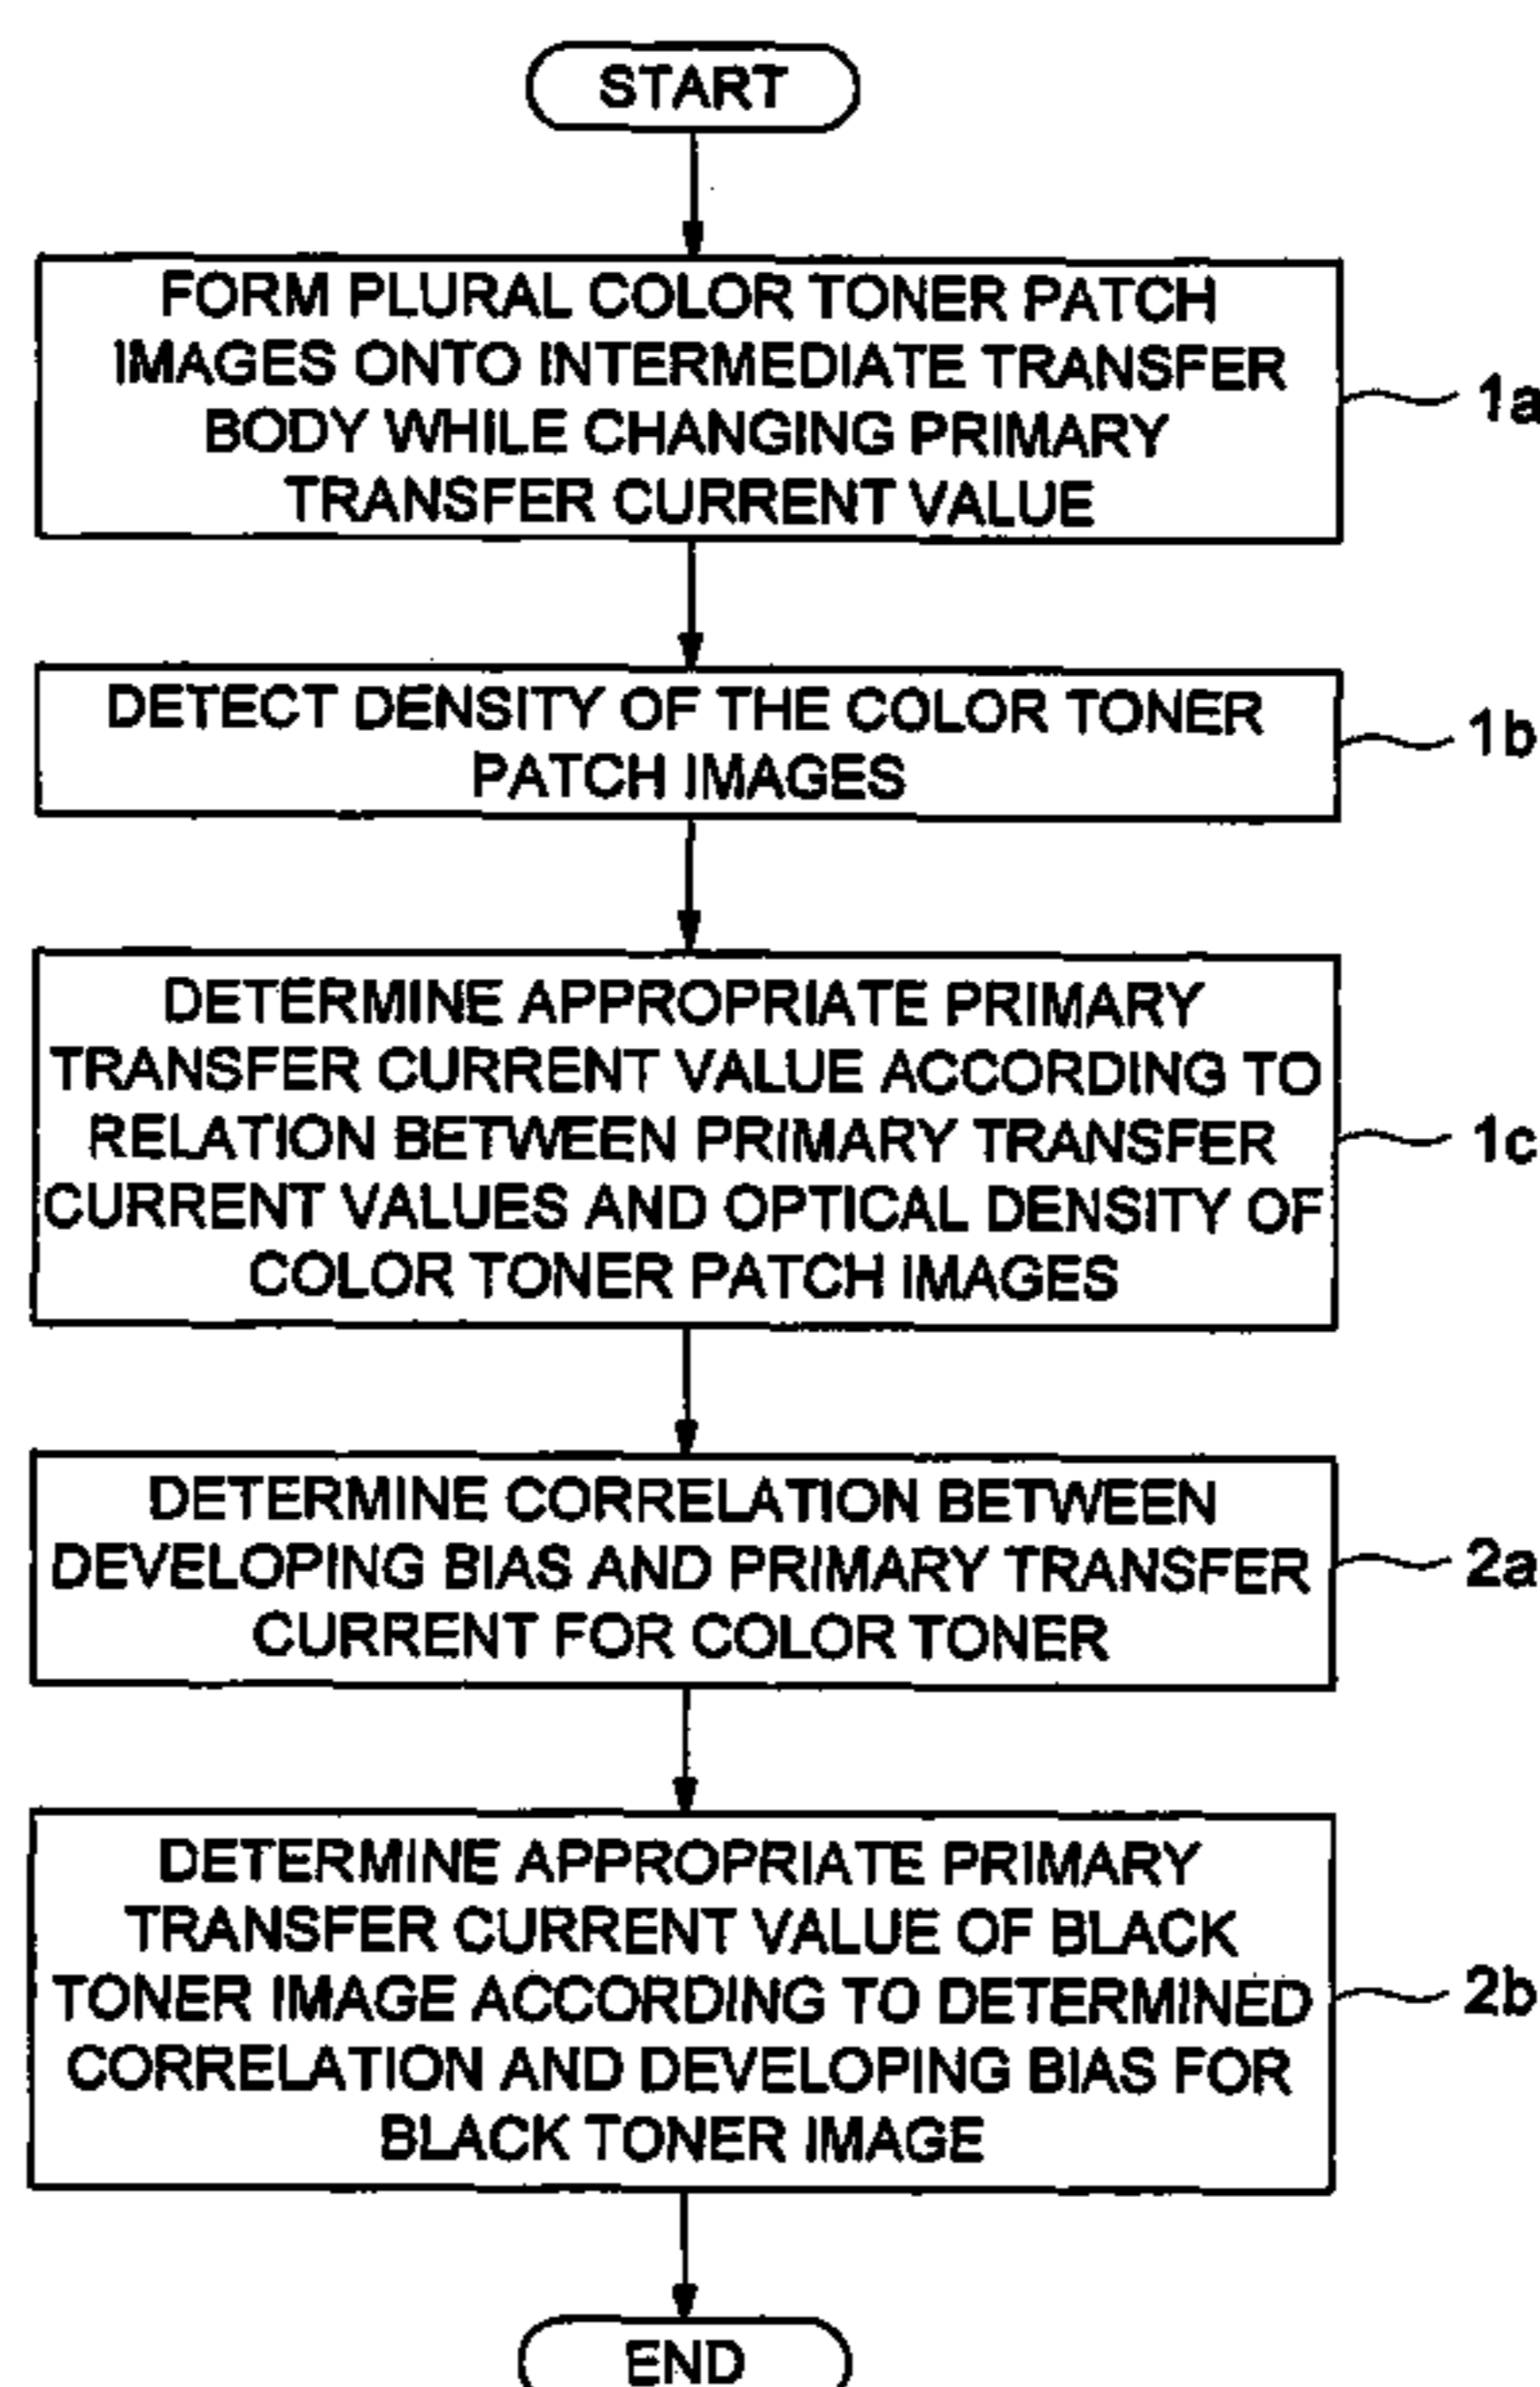 START
FORM PLURAL COLOR TONER PATCH
IMAGES ONTO INTERMEDIATE TRANSFER
BODY WHILE CHANGING PRIMARY
TRANSFER CURRENT VALUE
1a
DETECT DENSITY OF THE COLOR TONER
PATCH IMAGES
1b
DETERMINE APPROPRIATE PRIMARY
TRANSFER CURRENT VALUE ACCORDING TO
RELATION BETWEEN PRIMARY TRANSFER
CURRENT VALUES AND OPTICAL DENSITY OF
COLOR TONER PATCH IMAGES
1c
DETERMINE CORRELATION BETWEEN
DEVELOPING BIAS AND PRIMARY TRANSFER
CURRENT FOR COLOR TONER
2a
DETERMINE APPROPRIATE PRIMARY
TRANSFER CURRENT VALUE OF BLACK
TONER IMAGE ACCORDING TO DETERMINED
CORRELATION AND DEVELOPING BIAS FOR
BLACK TONER IMAGE
2b
END